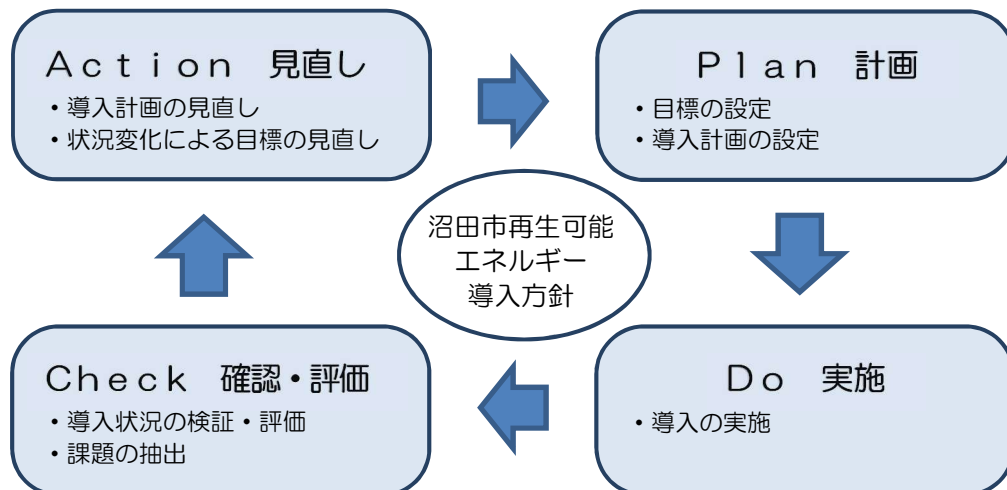 Ａｃｔｉｏｎ　見直し
・導入計画の見直し
・状況変化による目標の見直し
Ｐｌａｎ　計画
・目標の設定
・導入計画の設定
沼田市再生可能
エネルギー
導入方針
Ｃｈｅｃｋ　確認・評価
・導入状況の検証・評価
・課題の抽出
Ｄｏ　実施
・導入の実施